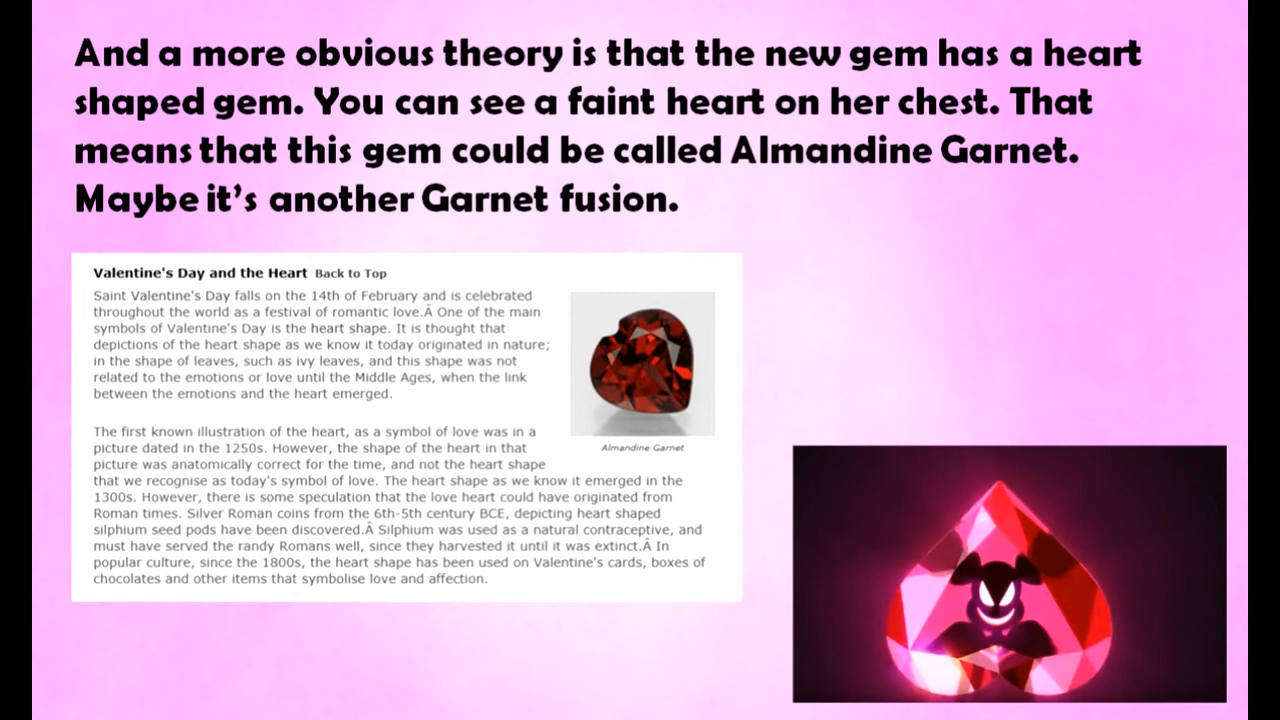 And a more obvious theory is that the new gem has a heart
shaped gem. You can see a faint heart on her chest. That
means that this gem could be called Almandine Garnet.
Maybe it’s another Garnet fusion.
Valentine's Day and the Heart Back to Top
Saint Valentine's Day falls on the 14th of February and is celebrated
throughout the world as a festival of romantic love.Â One of the main
symbols of Valentine's Day is the heart shape. It is thought that
depictions of the heart shape as we know it today originated in nature;
in the shape of leaves, such as ivy leaves, and this shape was not
related to the emotions or love until the Middle Ages, when the link
between the emotions and the heart emerged.
The first known illustration of the heart, as a symbol of love was in a
picture dated in the 1250s. However, the shape of the heart in that
picture was anatomically correct for the time, and not the heart shape
that we recognise as today's symbol of love. The heart shape as we know it emerged in the
1300s. However, there is some speculation that the love heart could have originated from
Roman times. Silver Roman coins from the 6th-5th century BCE, depicting heart shaped
silphium seed pods have been discovered.Â Silphium was used as a natural contraceptive, and
must have served the randy Romans well, since they harvested it until it was extinct.Â In
popular culture, since the 1800s, the heart shape has been used on Valentine's cards, boxes of
chocolates and other items that symbolise love and affection.
Almandine Garnet